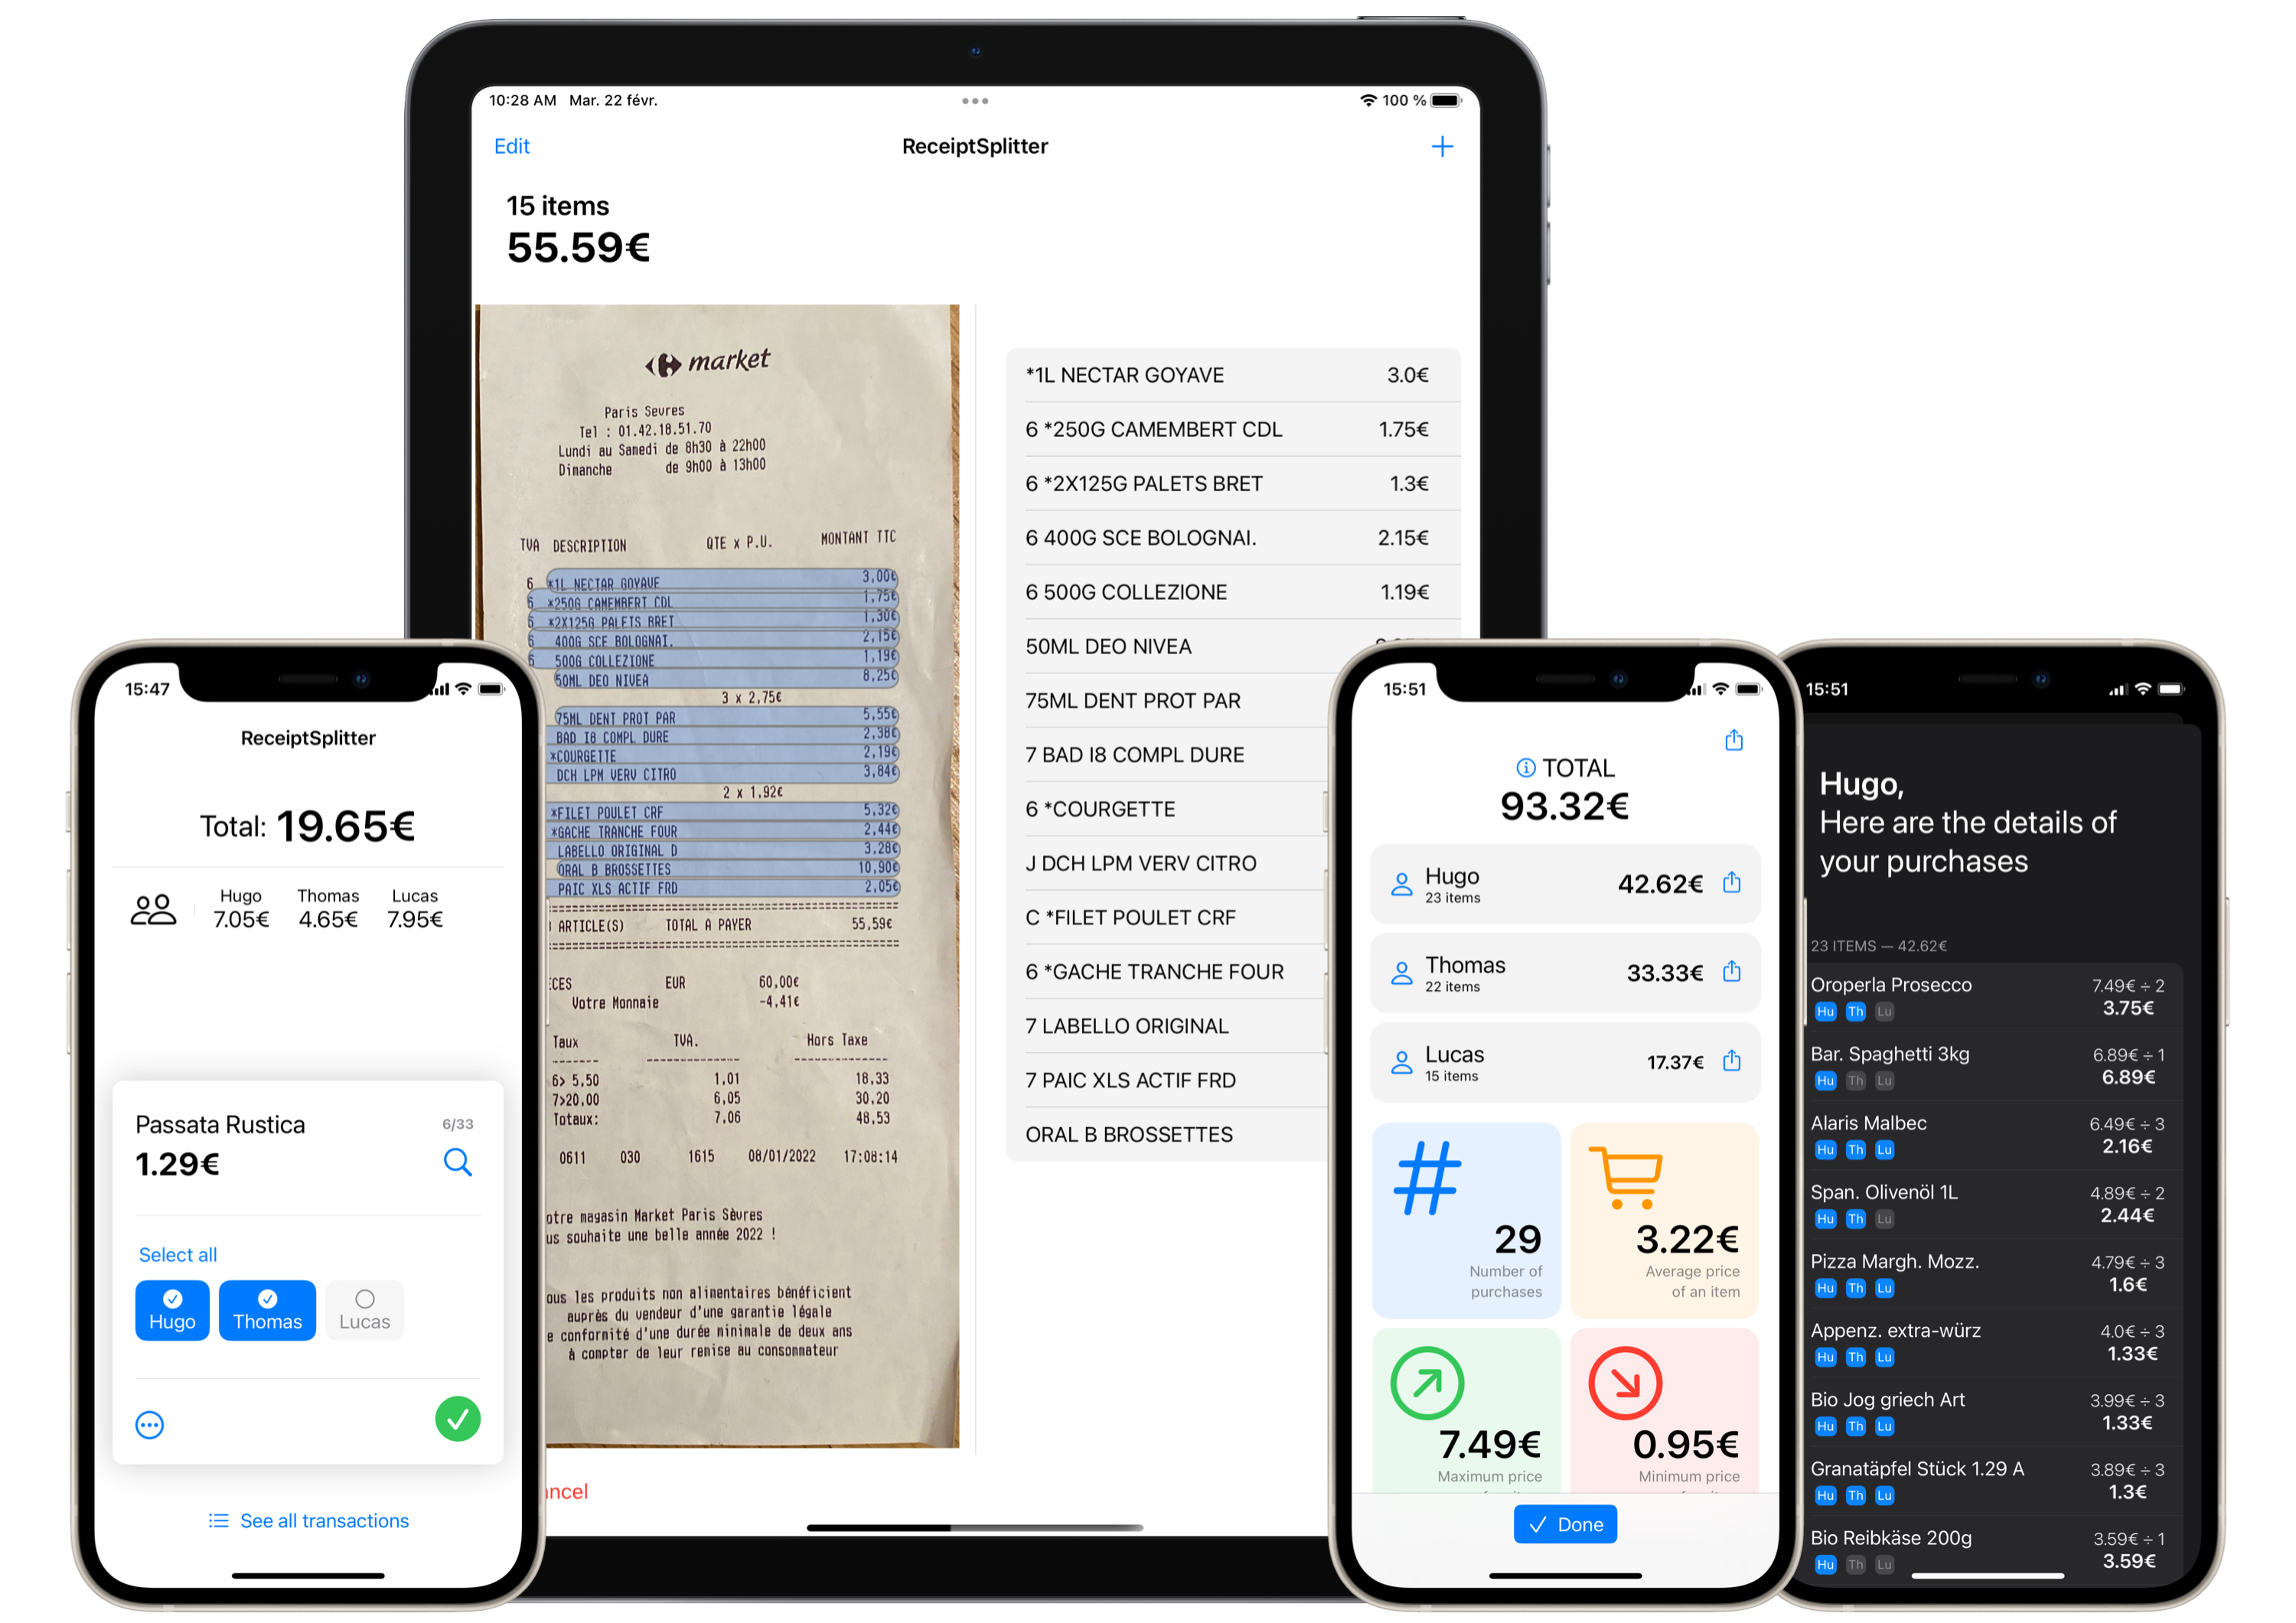 10:28 AM Mar. 22 févr.
100 %
Edit
ReceiptSplitter
15 items
55.59€
market
Paris Sevres
Tel : 01.42.18.51.70
Lundi au Samedi de 8h30 à 22h00
Dimanche de 9h00 à 13h00
TVA DESCRIPTION QTE x P.U. MONTANT TTC
6 *1L NECTAR GOYAVE 3,00€
6 *250G CAMEMBERT CDL 1,75€
6 *2X125G PALETS BRET 1,30€
6 400G SCE BOLOGNAI. 2,15€
6 500G COLLEZIONE 1,19€
50ML DEO NIVEA 8,25€
3 x 2,75€
75ML DENT PROT PAR 5,55€
BAD I8 COMPL DURE 2,38€
*COURGETTE 2,19€
DCH LPM VERV CITRO 3,84€
2 x 1,92€
*FILET POULET CRF 5,32€
*GACHE TRANCHE FOUR 2,44€
LABELLO ORIGINAL D 3,28€
ORAL B BROSSETTES 10,90€
PAIC XLS ACTIF FRD 2,05€
ARTICLE(S) TOTAL A PAYER 55,59€
ECES EUR 60,00€
Votre Monnaie -4,41€
Taux TVA. Hors Taxe
6> 5,50 1,01 18,33
7>20,00 6,05 30,20
Totaux: 7,06 48,53
0611 030 1615 08/01/2022 17:08:14
otre magasin Market Paris Sèvres
us souhaite une belle année 2022 !
ous les produits non alimentaires bénéficient
auprès du vendeur d'une garantie légale
e conformité d'une durée minimale de deux ans
à compter de leur remise au consommateur
ncel
*1L NECTAR GOYAVE 3.0€
6 *250G CAMEMBERT CDL 1.75€
6 *2X125G PALETS BRET 1.3€
6 400G SCE BOLOGNAI. 2.15€
6 500G COLLEZIONE 1.19€
50ML DEO NIVEA
75ML DENT PROT PAR
7 BAD I8 COMPL DURE
6 *COURGETTE
J DCH LPM VERV CITRO
C *FILET POULET CRF
6 *GACHE TRANCHE FOUR
7 LABELLO ORIGINAL
7 PAIC XLS ACTIF FRD
ORAL B BROSSETTES
15:47
ReceiptSplitter
Total: 19.65€
Hugo Thomas Lucas
7.05€ 4.65€ 7.95€
Passata Rustica 6/33
1.29€
Select all
Hugo Thomas Lucas
See all transactions
15:51
TOTAL
93.32€
Hugo
23 items
42.62€
Thomas
22 items
33.33€
Lucas
15 items
17.37€
29
Number of
purchases
3.22€
Average price
of an item
7.49€
Maximum price
0.95€
Minimum price
Done
15:51
Hugo,
Here are the details of
your purchases
23 ITEMS — 42.62€
Oroperla Prosecco 7.49€ ÷ 2
Hu Th Lu 3.75€
Bar. Spaghetti 3kg 6.89€ ÷ 1
Hu Th Lu 6.89€
Alaris Malbec 6.49€ ÷ 3
Hu Th Lu 2.16€
Span. Olivenöl 1L 4.89€ ÷ 2
Hu Th Lu 2.44€
Pizza Margh. Mozz. 4.79€ ÷ 3
Hu Th Lu 1.6€
Appenz. extra-würz 4.0€ ÷ 3
Hu Th Lu 1.33€
Bio Jog griech Art 3.99€ ÷ 3
Hu Th Lu 1.33€
Granatäpfel Stück 1.29 A 3.89€ ÷ 3
Hu Th Lu 1.3€
Bio Reibkäse 200g 3.59€ ÷ 1
Hu Th Lu 3.59€